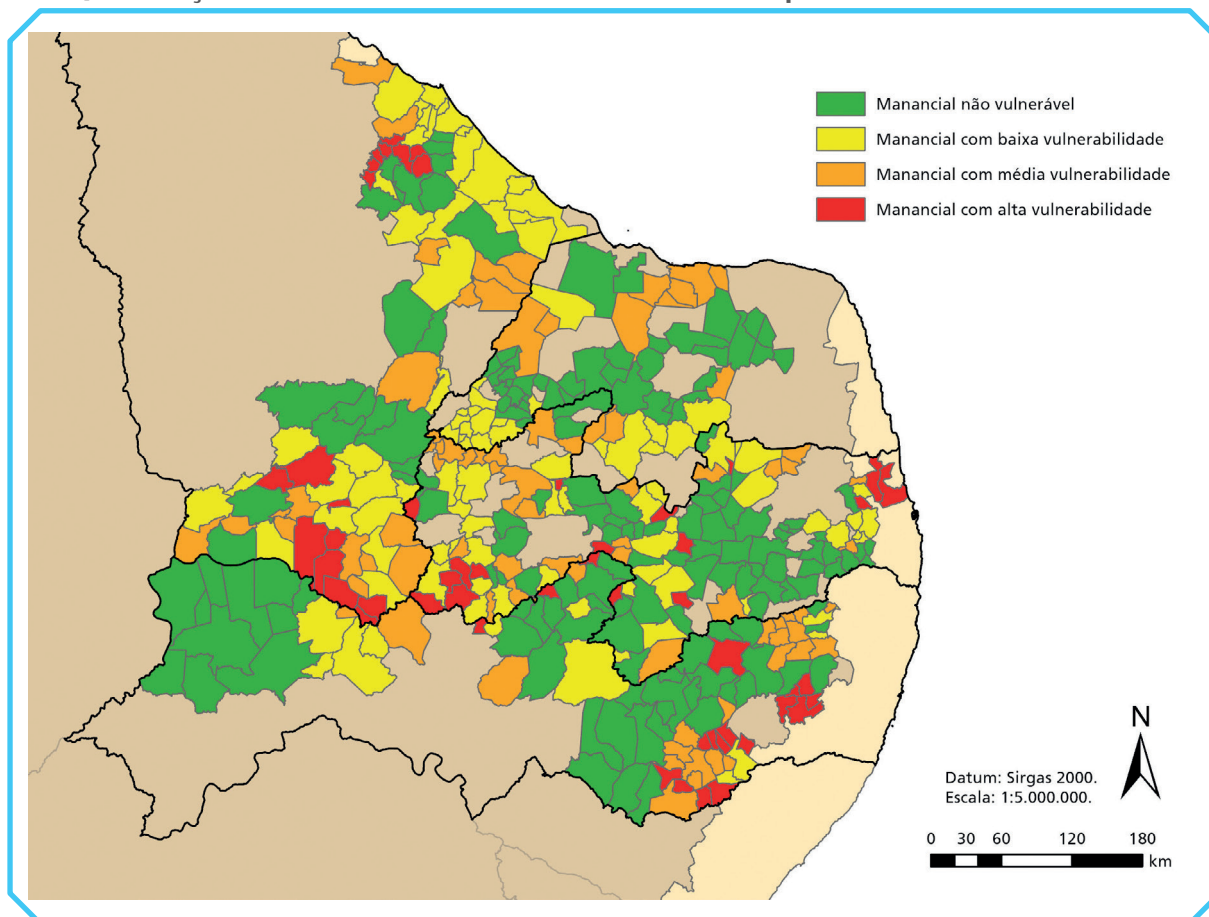 Manancial não vulnerável
Manancial com baixa vulnerabilidade
Manancial com média vulnerabilidade
Manancial com alta vulnerabilidade
N
Datum: Sirgas 2000.
Escala: 1:5.000.000.
0 30 60 120 180
km